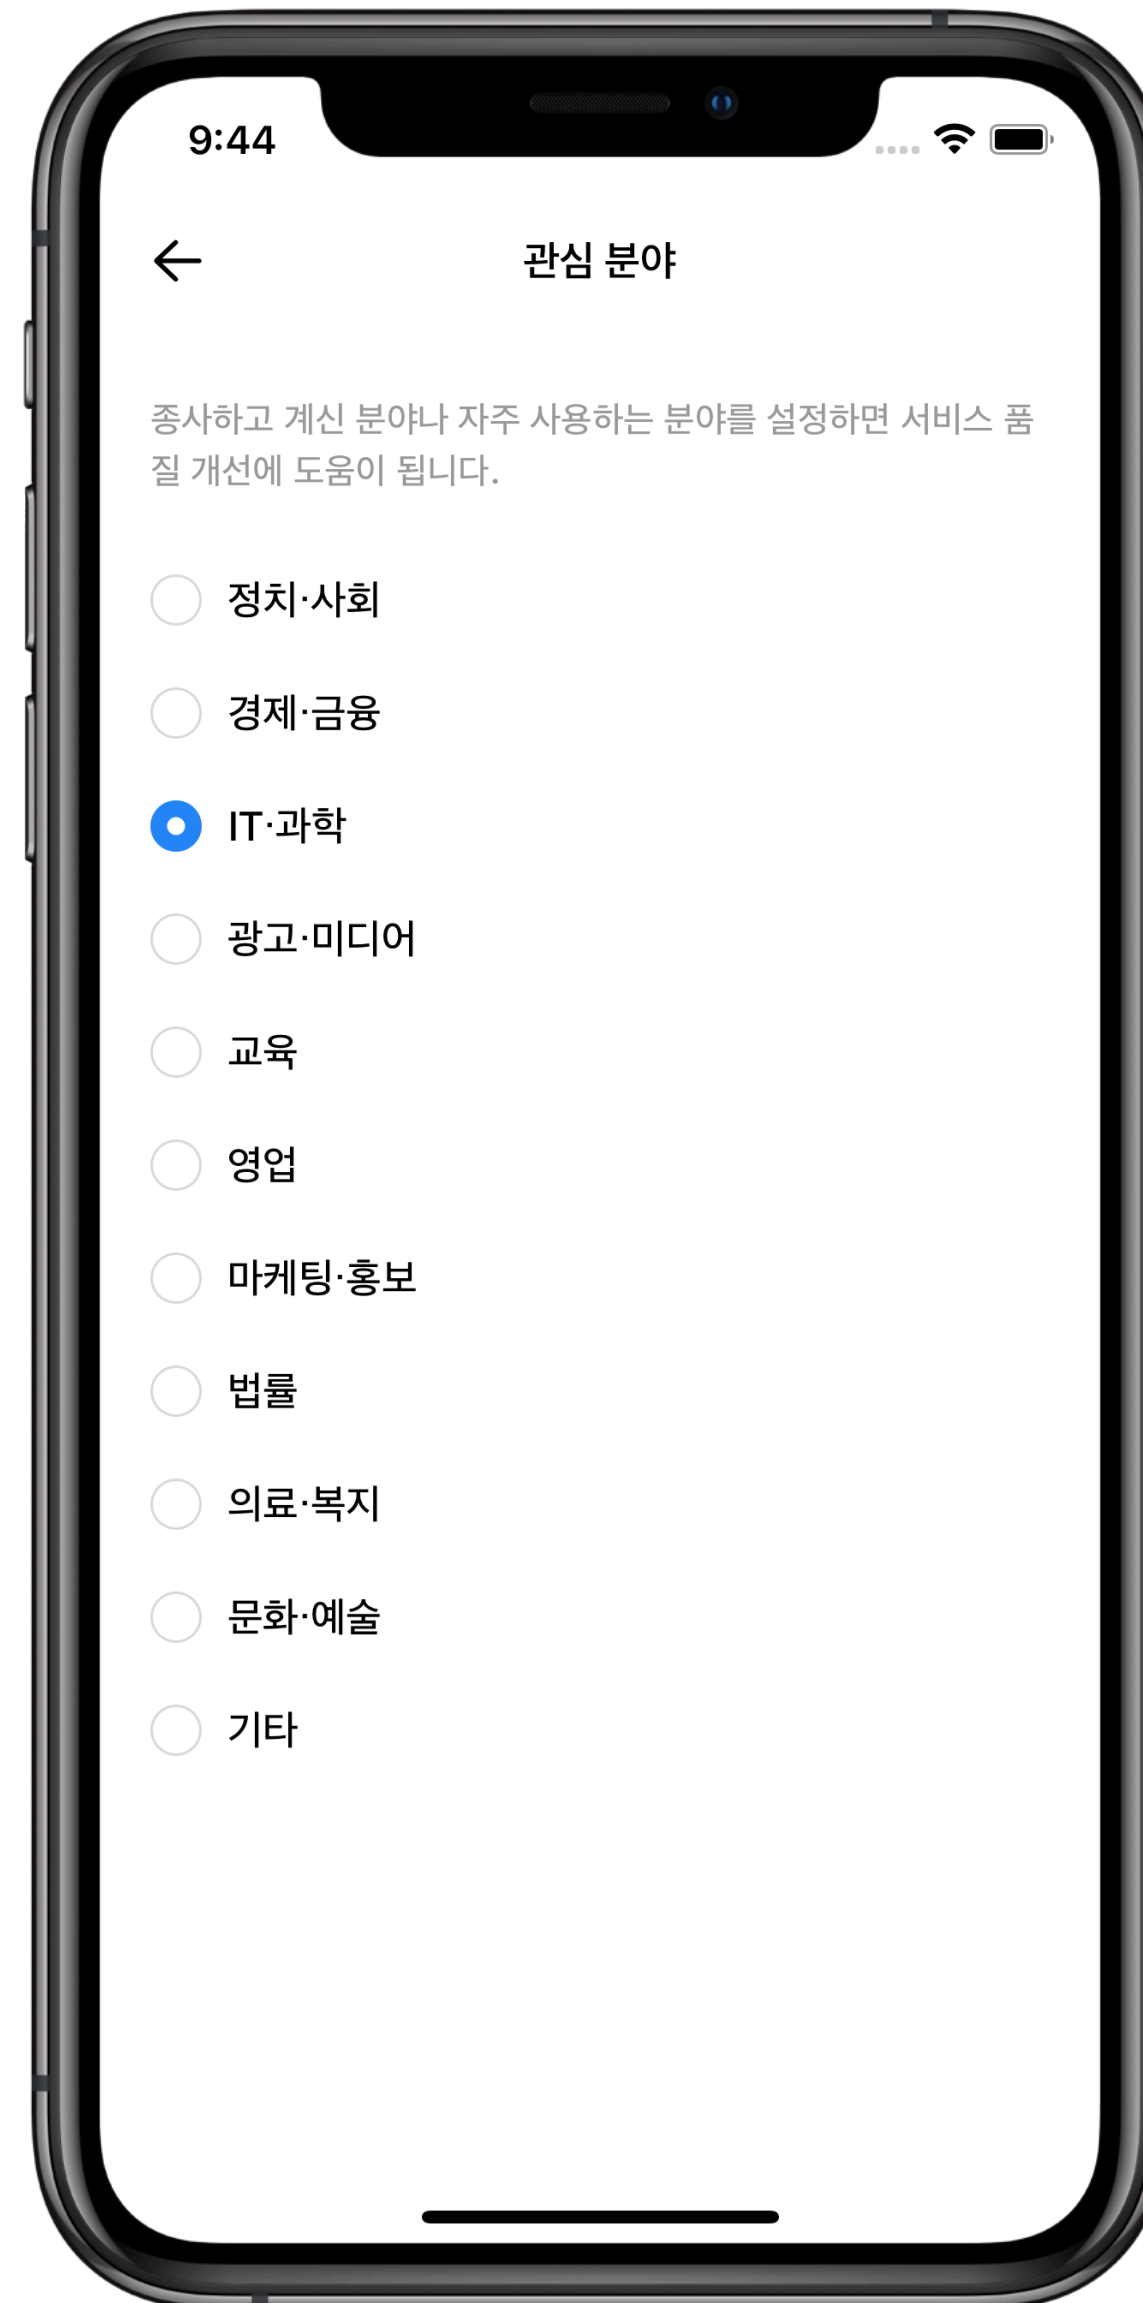 9:44
관심 분야
종사하고 계신 분야나 자주 사용하는 분야를 설정하면 서비스 품
질 개선에 도움이 됩니다.
정치·사회
경제·금융
IT·과학
광고·미디어
교육
영업
마케팅·홍보
법률
의료·복지
문화·예술
기타